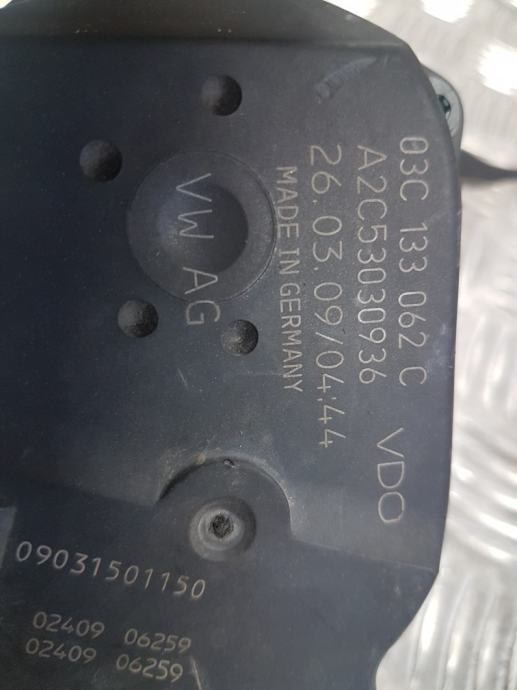 03C 133 062 C
A2C53030936
VDO
26.03.09/04:44
MADE IN GERMANY
VW AG
09031501150
02409 06259
02409 06259